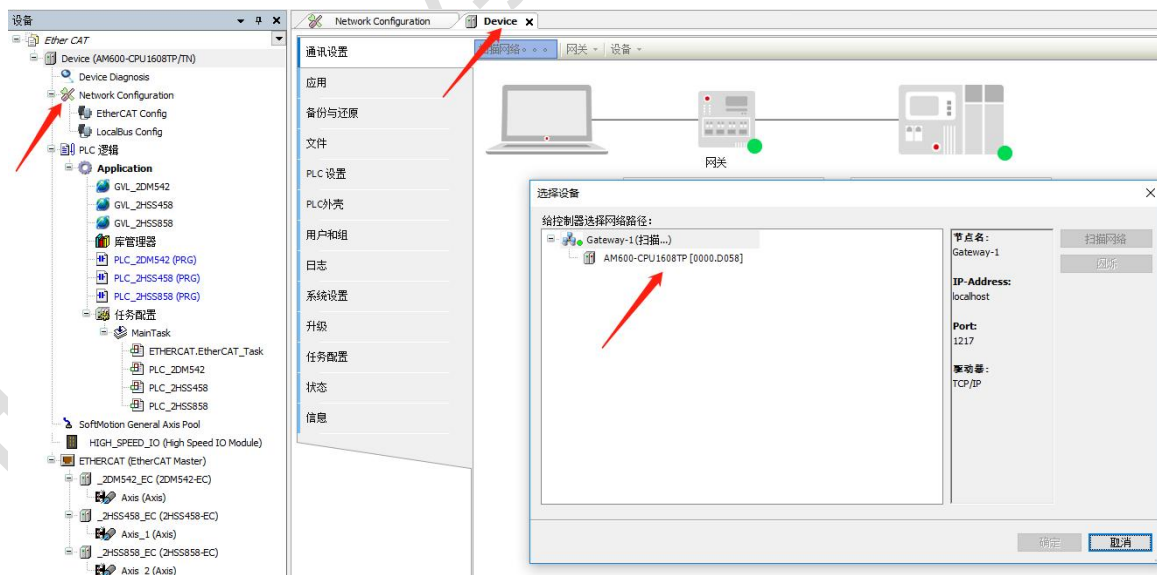 设备
Ether CAT
Device (AM600-CPU1608TP/TN)
Device Diagnosis
Network Configuration
EtherCAT Config
LocalBus Config
PLC 逻辑
Application
GVL_2DM542
GVL_2HSS458
GVL_2HSS858
库管理器
PLC_2DM542 (PRG)
PLC_2HSS458 (PRG)
PLC_2HSS858 (PRG)
任务配置
MainTask
ETHERCAT.EtherCAT_Task
PLC_2DM542
PLC_2HSS458
PLC_2HSS858
SoftMotion General Axis Pool
HIGH_SPEED_IO (High Speed IO Module)
ETHERCAT (EtherCAT Master)
_2DM542_EC (2DM542-EC)
Axis (Axis)
_2HSS458_EC (2HSS458-EC)
Axis_1 (Axis)
_2HSS858_EC (2HSS858-EC)
Axis_2 (Axis)
Network Configuration
Device
通讯设置
应用
备份与还原
文件
PLC 设置
PLC外壳
用户和组
日志
系统设置
升级
任务配置
状态
信息
扫描网络。。。
网关
设备
网关
选择设备
给控制器选择网络路径:
Gateway-1(扫描...)
AM600-CPU1608TP [0000.D058]
节点名:
Gateway-1
IP-Address:
localhost
Port:
1217
驱动器:
TCP/IP
扫描网络
闪烁
确定
取消